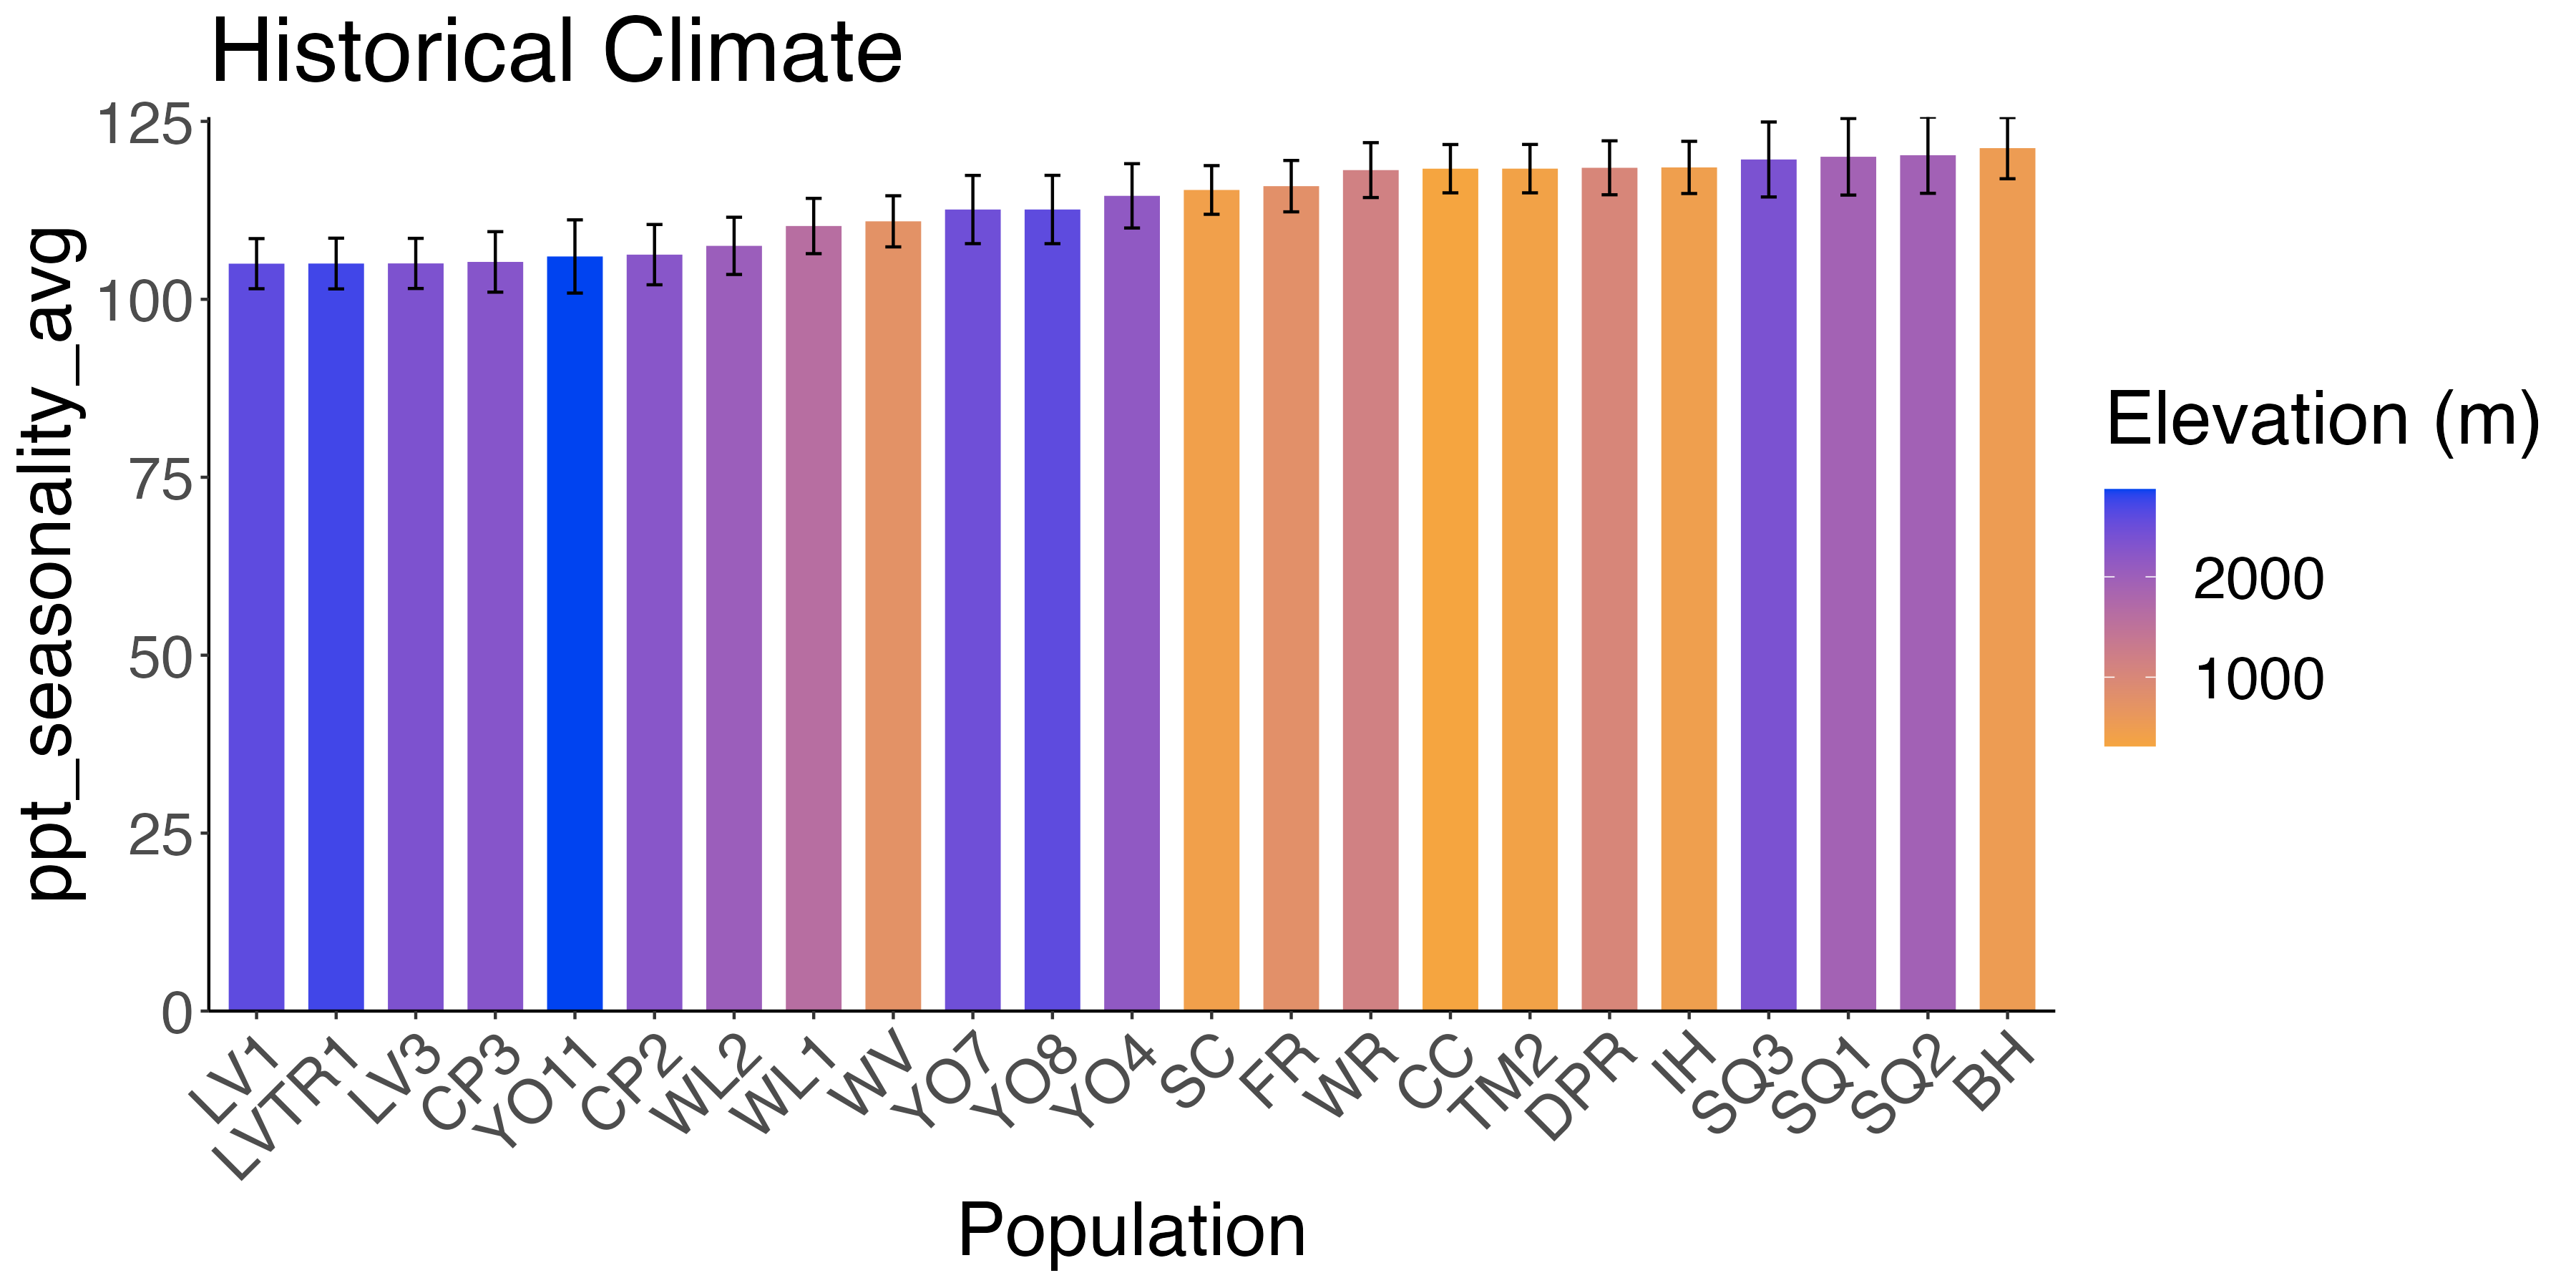 Historical Climate
125
100
75
50
25
0
ppt_seasonality_avg
LV1
LVTR1
LV3
CP3
YO11
CP2
WL2
WL1
WV
YO7
YO8
YO4
SC
FR
WR
CC
TM2
DPR
IH
SQ3
SQ1
SQ2
BH
Population
Elevation (m)
2000
1000